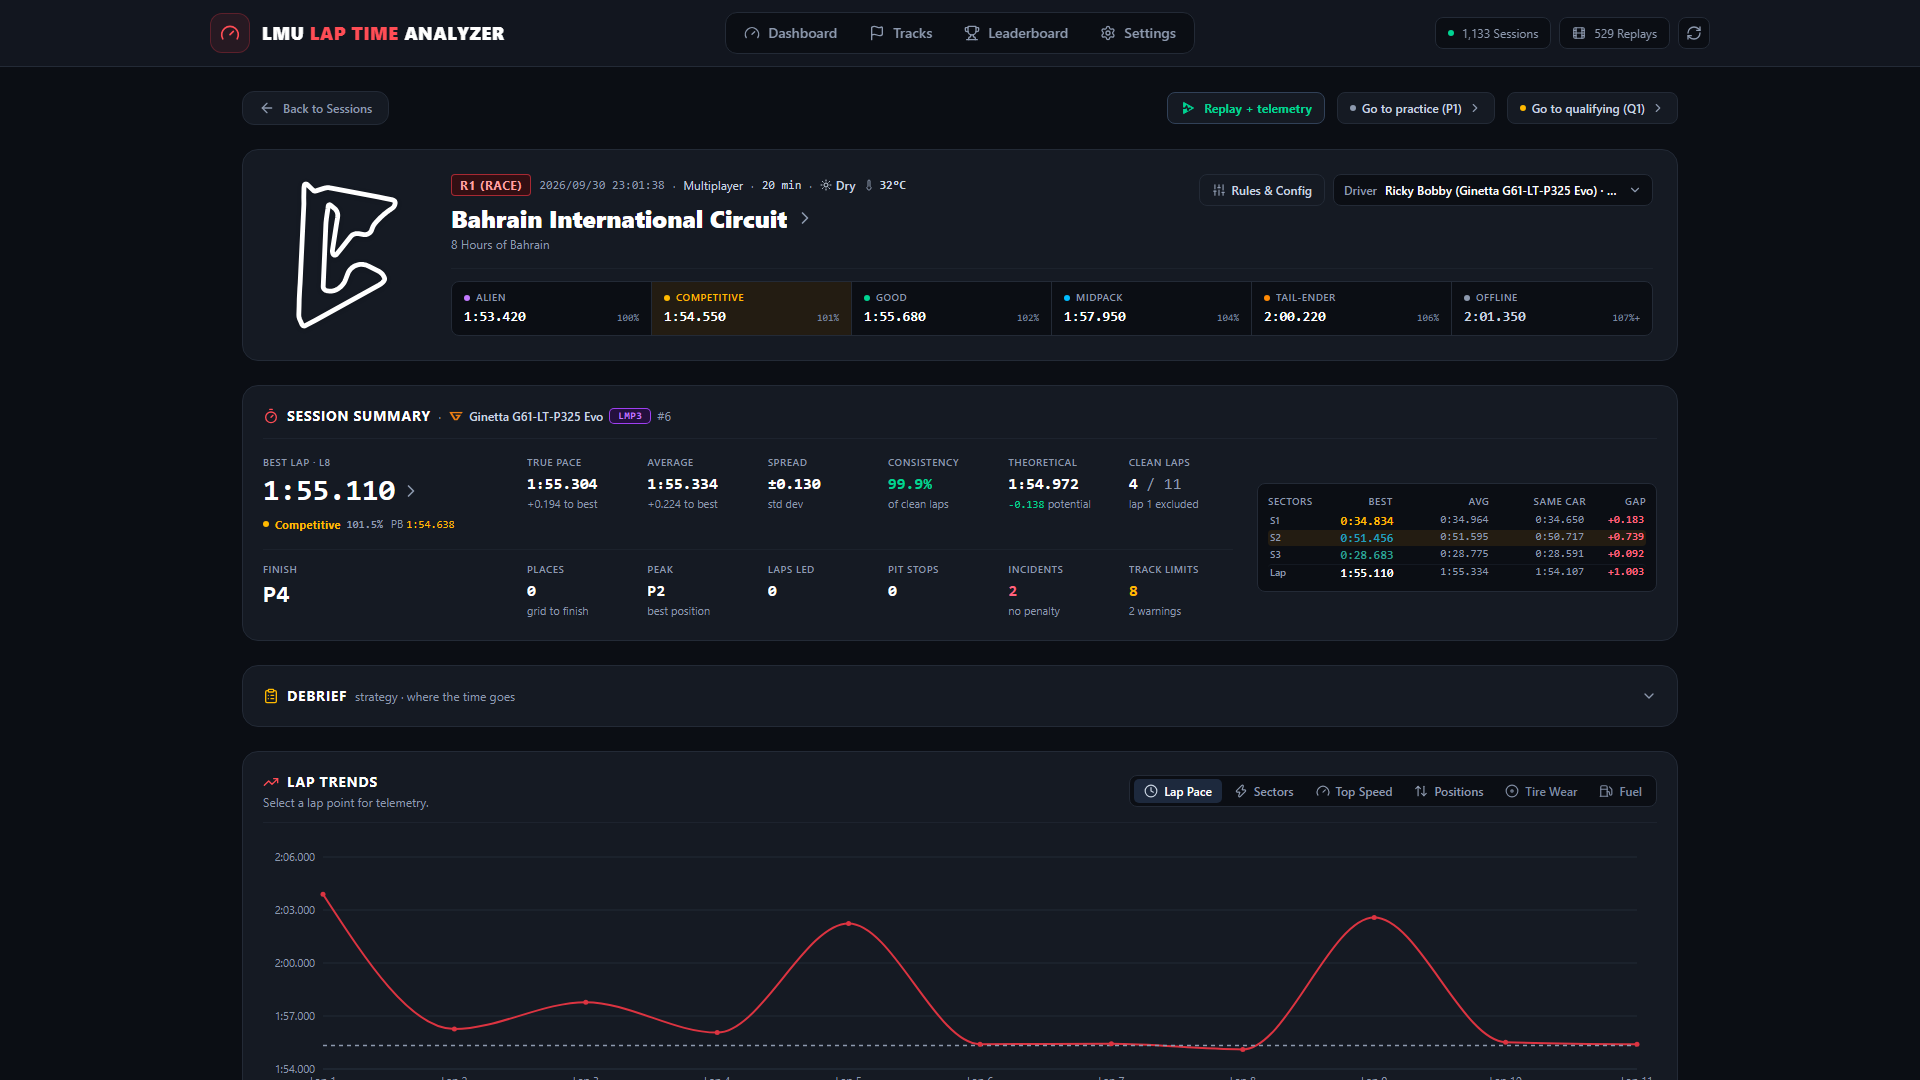 LMU LAP TIME ANALYZER
Dashboard
Tracks
Leaderboard
Settings
1,133 Sessions
529 Replays
Back to Sessions
Replay + telemetry
Go to practice (P1)
Go to qualifying (Q1)
R1 (RACE) 2026/09/30 23:01:38 · Multiplayer · 20 min · Dry 32°C
Rules & Config
Driver Ricky Bobby (Ginetta G61-LT-P325 Evo) · ...
Bahrain International Circuit
8 Hours of Bahrain
ALIEN
1:53.420 100%
COMPETITIVE
1:54.550 101%
GOOD
1:55.680 102%
MIDPACK
1:57.950 104%
TAIL-ENDER
2:00.220 106%
OFFLINE
2:01.350 107%+
SESSION SUMMARY · Ginetta G61-LT-P325 Evo LMP3 #6
BEST LAP · L8
1:55.110
Competitive 101.5% PB 1:54.638
TRUE PACE
1:55.304
+0.194 to best
AVERAGE
1:55.334
+0.224 to best
SPREAD
±0.130
std dev
CONSISTENCY
99.9%
of clean laps
THEORETICAL
1:54.972
-0.138 potential
CLEAN LAPS
4 / 11
lap 1 excluded
FINISH
P4
PLACES
0
grid to finish
PEAK
P2
best position
LAPS LED
0
PIT STOPS
0
INCIDENTS
2
no penalty
TRACK LIMITS
8
2 warnings
SECTORS BEST AVG SAME CAR GAP
S1 0:34.834 0:34.964 0:34.650 +0.183
S2 0:51.456 0:51.595 0:50.717 +0.739
S3 0:28.683 0:28.775 0:28.591 +0.092
Lap 1:55.110 1:55.334 1:54.107 +1.003
DEBRIEF strategy · where the time goes
LAP TRENDS
Select a lap point for telemetry.
Lap Pace
Sectors
Top Speed
Positions
Tire Wear
Fuel
2:06.000
2:03.000
2:00.000
1:57.000
1:54.000